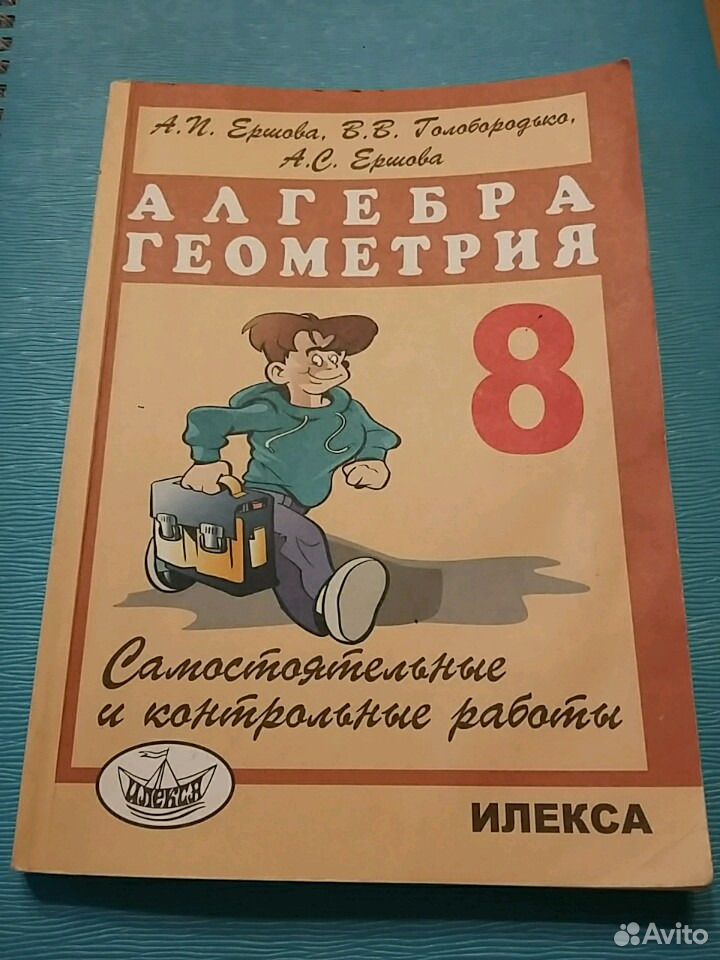 А.П. Ершова, В.В. Голобородько,
А.С. Ершова
АЛГЕБРА
ГЕОМЕТРИЯ
8
Самостоятельные
и контрольные работы
ИЛЕКСА
ИЛЕКСА
Avito